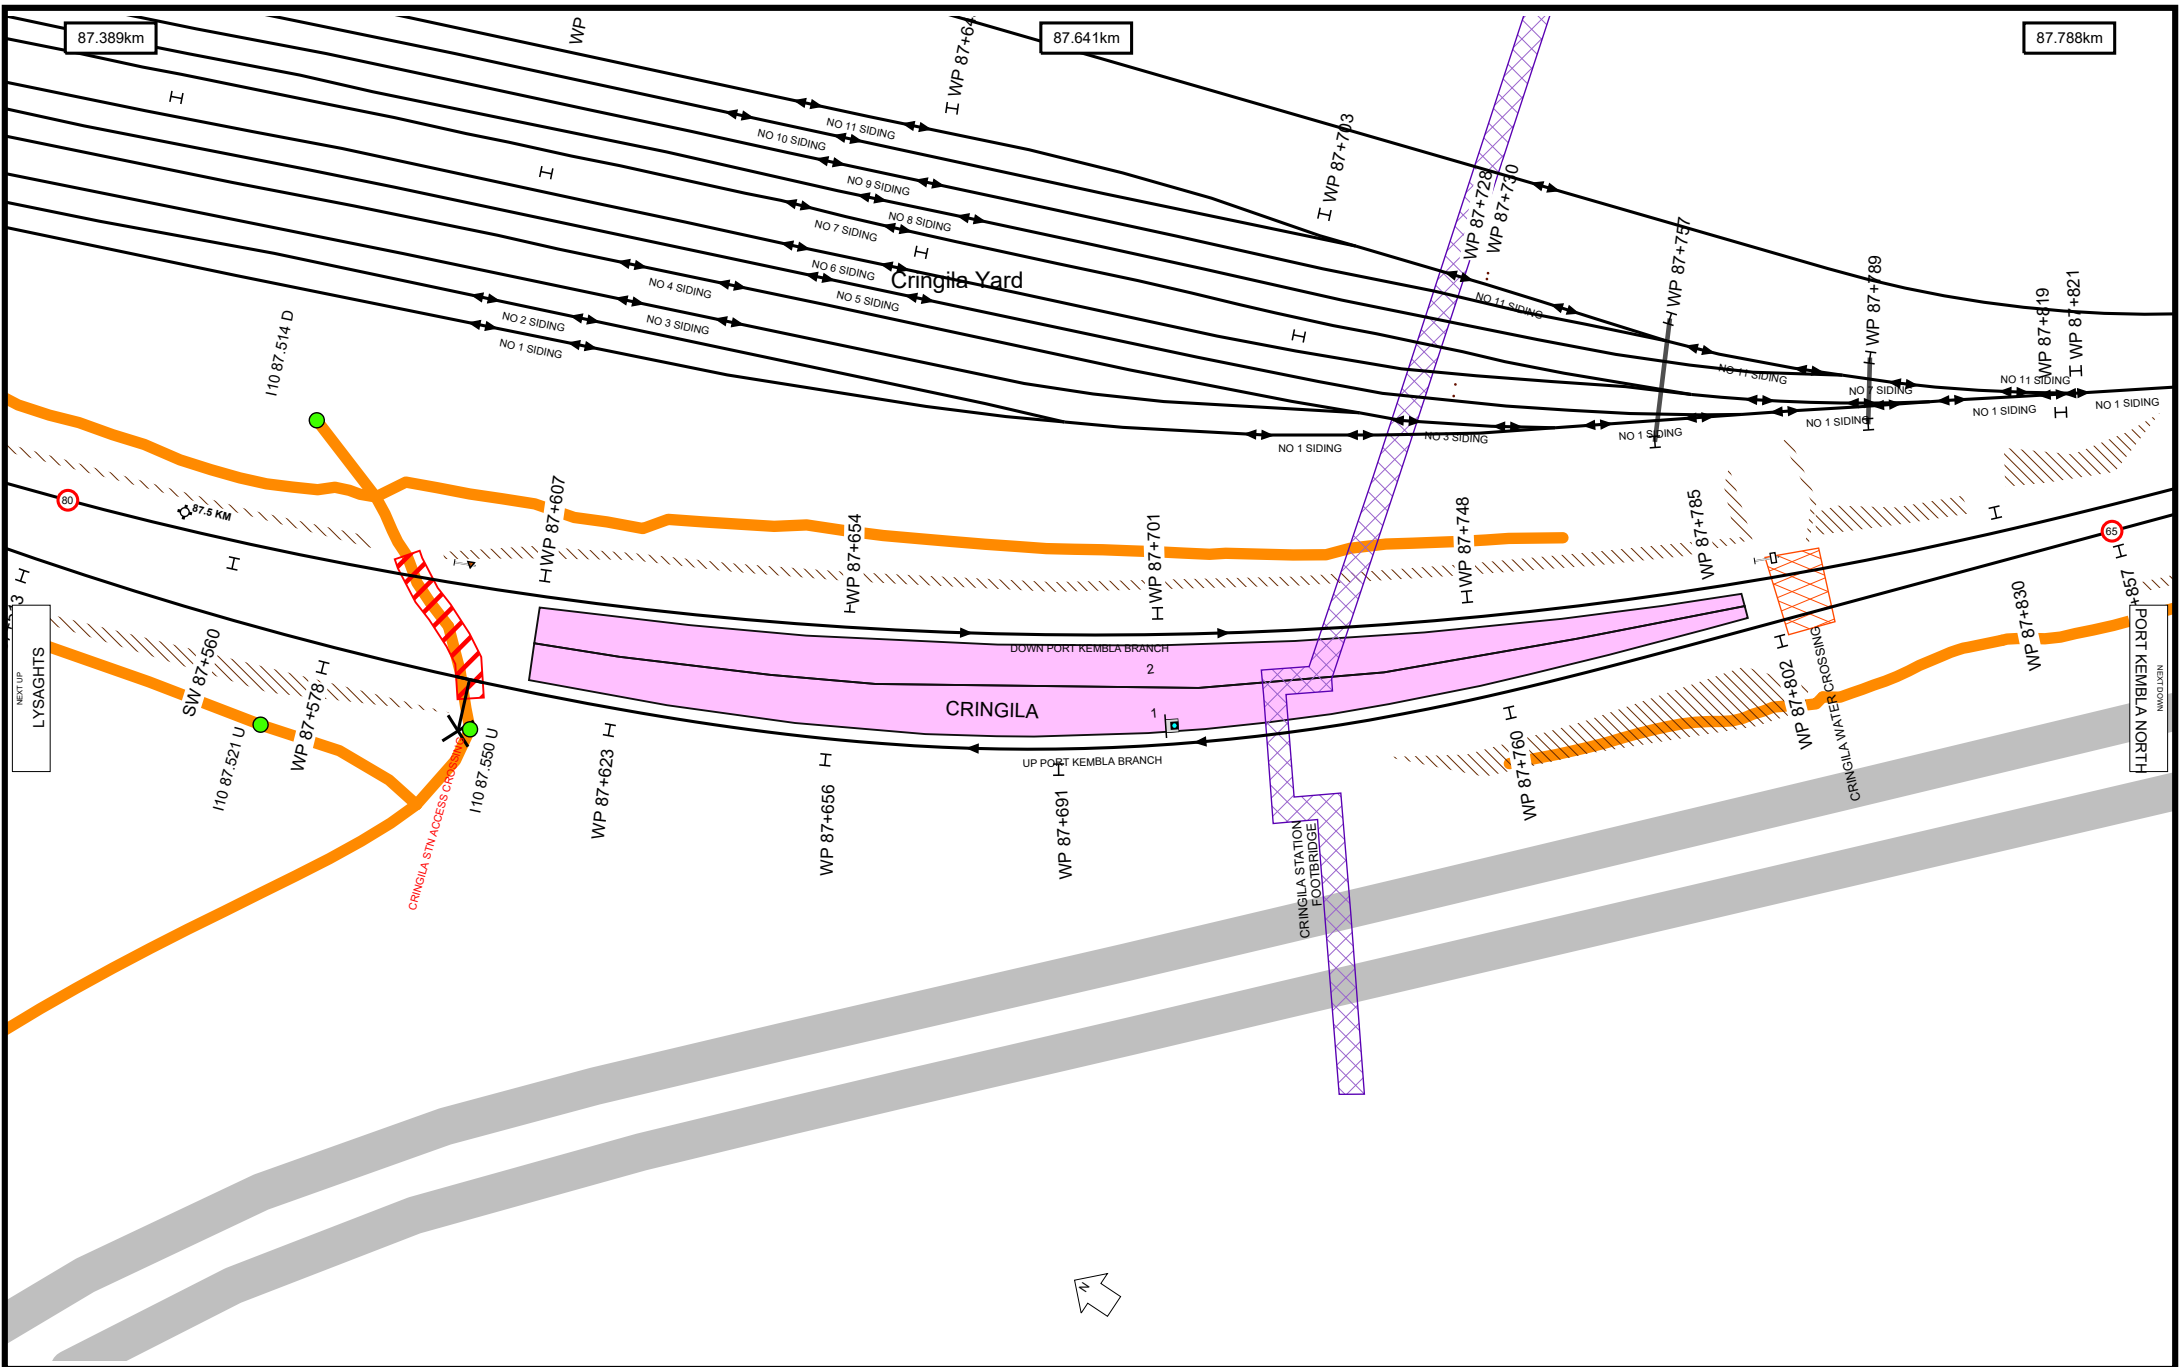 87.389km
87.641km
87.788km
WP
WP 87+64
WP 87+703
WP 87+728
WP 87+730
WP 87+757
WP 87+789
WP 87+819
WP 87+821
NO 11 SIDING
NO 10 SIDING
NO 9 SIDING
NO 8 SIDING
NO 7 SIDING
NO 6 SIDING
Cringila Yard
NO 5 SIDING
NO 4 SIDING
NO 3 SIDING
NO 2 SIDING
NO 1 SIDING
NO 11 SIDING
NO 11 SIDING
NO 7 SIDING
NO 11 SIDING
NO 1 SIDING
NO 3 SIDING
NO 1 SIDING
NO 1 SIDING
NO 1 SIDING
NO 1 SIDING
I10 87.514 D
80
87.5 KM
WP 87+607
WP 87+654
WP 87+701
WP 87+748
WP 87+785
65
NEXT UP
LYSAGHTS
SW 87+560
WP 87+578
I10 87.521 U
I10 87.550 U
CRINGILA STN ACCESS CROSSING
DOWN PORT KEMBLA BRANCH
2
CRINGILA
1
UP PORT KEMBLA BRANCH
WP 87+623
WP 87+656
WP 87+691
CRINGILA STATION
FOOTBRIDGE
WP 87+760
WP 87+802
CRINGILA WATER CROSSING
WP 87+830
+857
PORT KEMBLA NORTH
NEXT DOWN
N